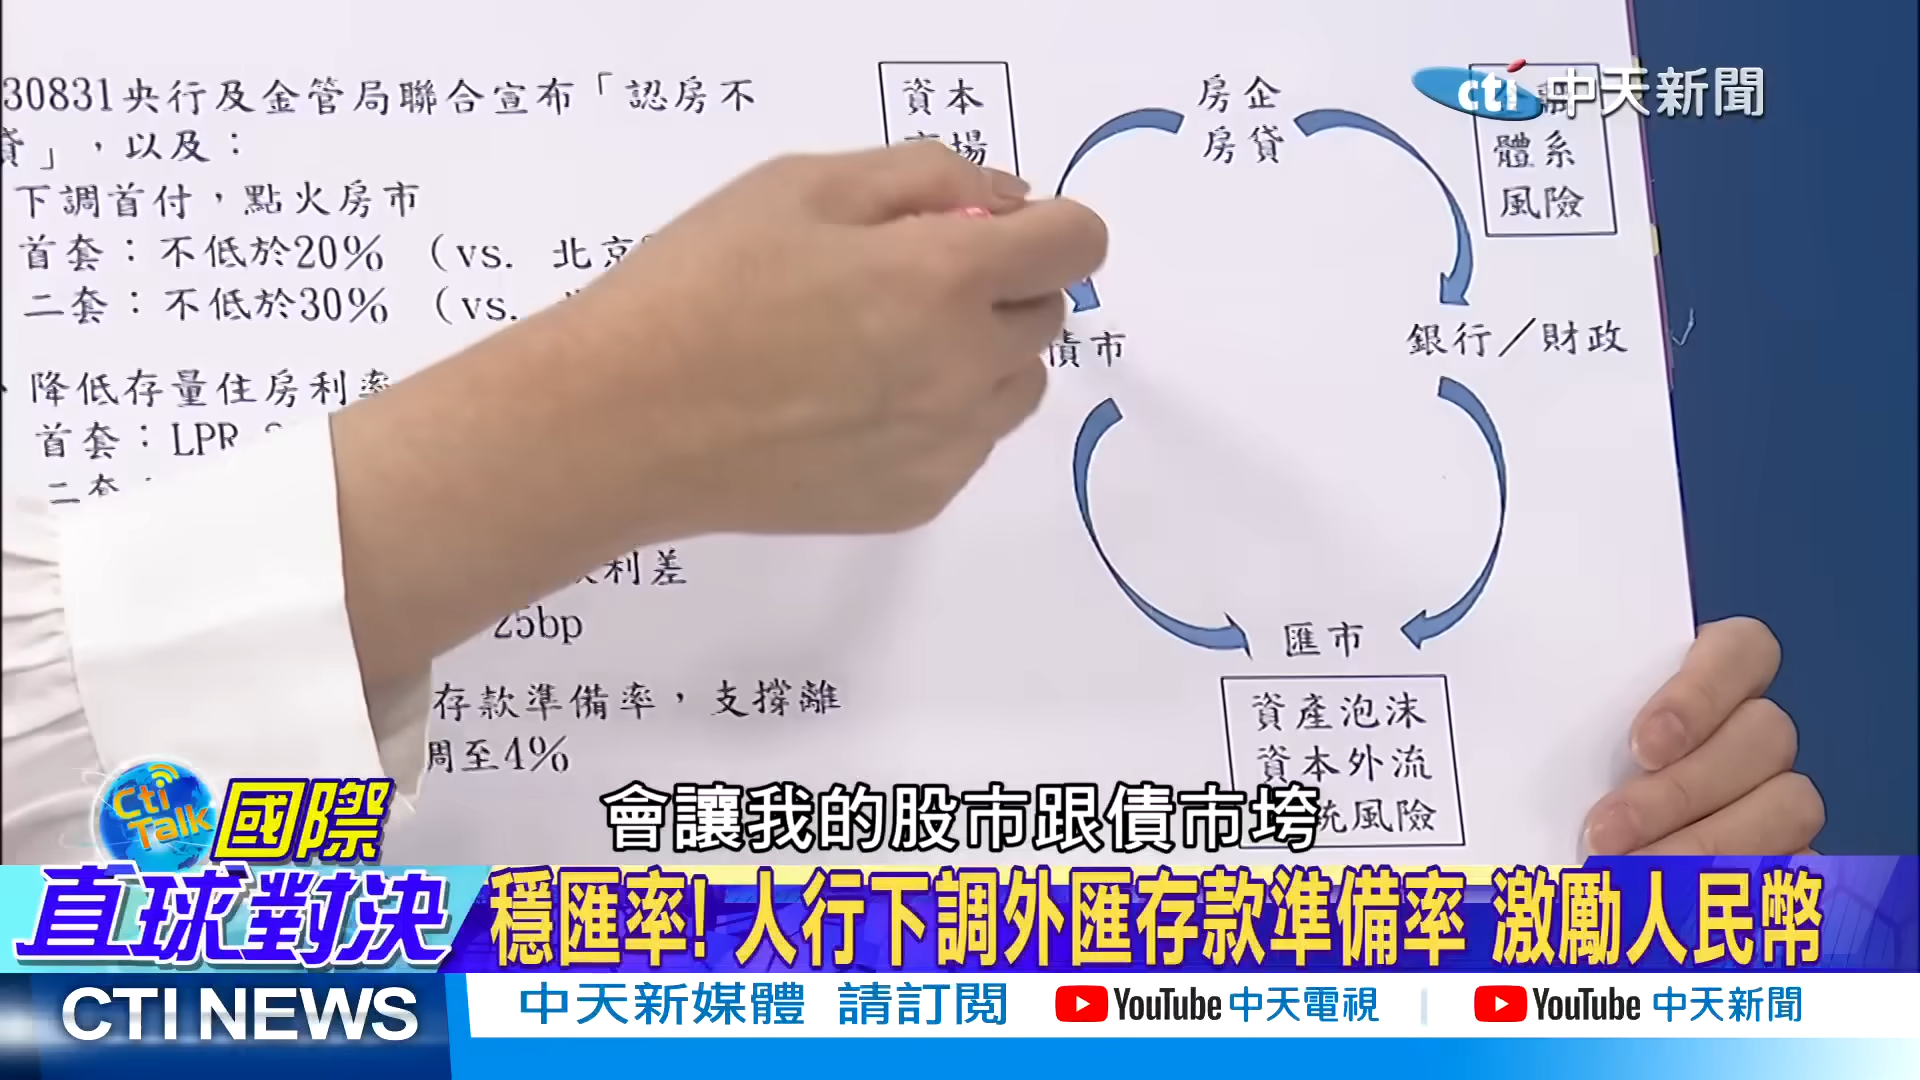 30831央行及金管局聯合宣布「認房不
貸」，以及：
下調首付，點火房市
首套：不低於20%（vs. 北京
二套：不低於30%（vs.
降低存量住房利率
首套：LPR
二套
利差
25bp
存款準備率，支撐離
周至4%
資本
市場
房企
房貸
體系
風險
債市
銀行／財政
匯市
資產泡沫
資本外流
統風險
cti 中天新聞
會讓我的股市跟債市垮
Cti Talk
國際
直球對決
穩匯率! 人行下調外匯存款準備率 激勵人民幣
CTI NEWS
中天新媒體 請訂閱 YouTube 中天電視 | YouTube 中天新聞